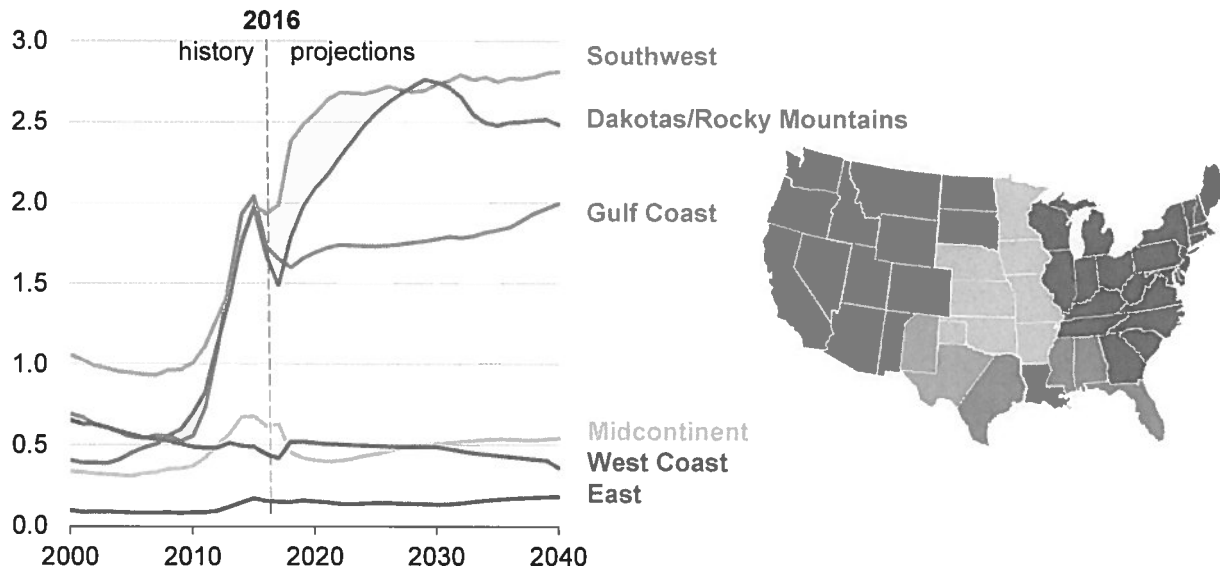 2016
history projections
3.0
2.5
2.0
1.5
1.0
0.5
0.0
2000 2010 2020 2030 2040
Southwest
Dakotas/Rocky Mountains
Gulf Coast
Midcontinent
West Coast
East